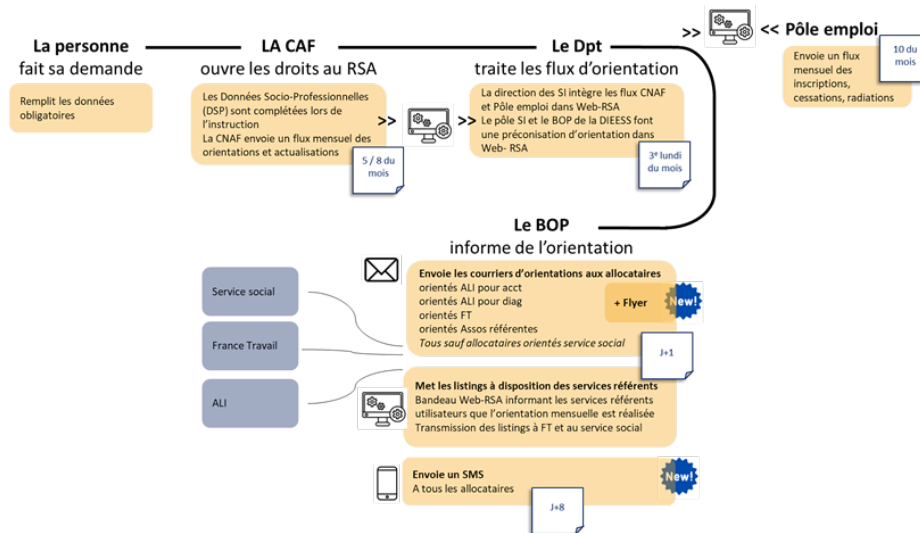 La personne
fait sa demande
Remplit les données
obligatoires
LA CAF
ouvre les droits au RSA
Les Données Socio-Professionnelles
(DSP) sont complétées lors de
l'instruction
La CNAF envoie un flux mensuel des
orientations et actualisations
5 / 8 du
mois
>>
>>
Le Dpt
traite les flux d'orientation
La direction des SI intègre les flux CNAF
et Pôle emploi dans Web-RSA
Le pôle SI et le BOP de la DIEESS font
une préconisation d'orientation dans
Web- RSA
3e lundi
du mois
>>
<<
Pôle emploi
Envoie un flux
mensuel des
inscriptions,
cessations, radiations
10 du
mois
Le BOP
informe de l'orientation
Envoie les courriers d'orientations aux allocataires
orientés ALI pour acct
orientés ALI pour diag
orientés FT
orientés Assos référentes
Tous sauf allocataires orientés service social
+ Flyer
New!
J+1
Service social
France Travail
ALI
Met les listings à disposition des services référents
Bandeau Web-RSA informant les services référents
utilisateurs que l'orientation mensuelle est réalisée
Transmission des listings à FT et au service social
Envoie un SMS
A tous les allocataires
New!
J+8